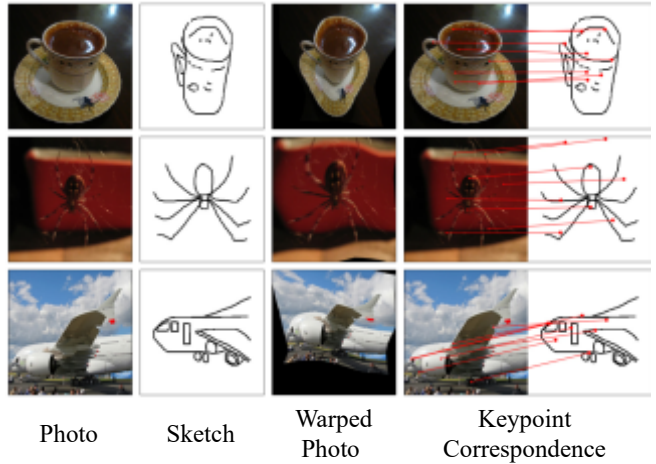 Photo
Sketch
Warped
Photo
Keypoint
Correspondence